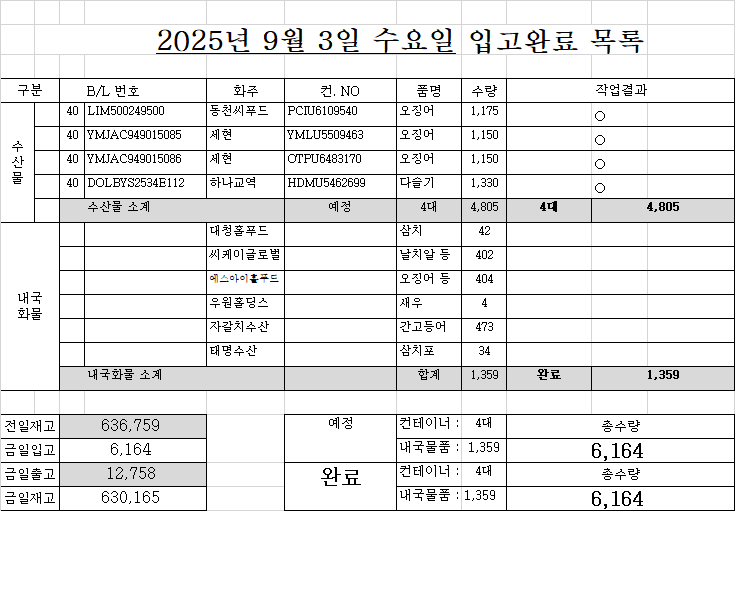 2025년 9월 3일 수요일 입고완료 목록
구분 B/L 번호 화주 컨. NO 품명 수량 작업결과
수산물
40 LIM500249500 동천씨푸드 PCIU6109540 오징어 1,175 ○
40 YMJAC949015085 세현 YMLU5509463 오징어 1,150 ○
40 YMJAC949015086 세현 OTPU6483170 오징어 1,150 ○
40 DOLBYS2534E112 하나교역 HDMU5462699 다슬기 1,330 ○
수산물 소계 예정 4대 4,805 4대 4,805
내국
화물
대청홀푸드 삼치 42
씨케이글로벌 날치알 등 402
에스아이홀푸드 오징어 등 404
우원홀딩스 새우 4
자갈치수산 간고등어 473
태명수산 삼치포 34
내국화물 소계 합계 1,359 완료 1,359
전일재고 636,759 예정 컨테이너 : 4대 총수량
금일입고 6,164 내국물품 : 1,359 6,164
금일출고 12,758 완료 컨테이너 : 4대 총수량
금일재고 630,165 내국물품 : 1,359 6,164